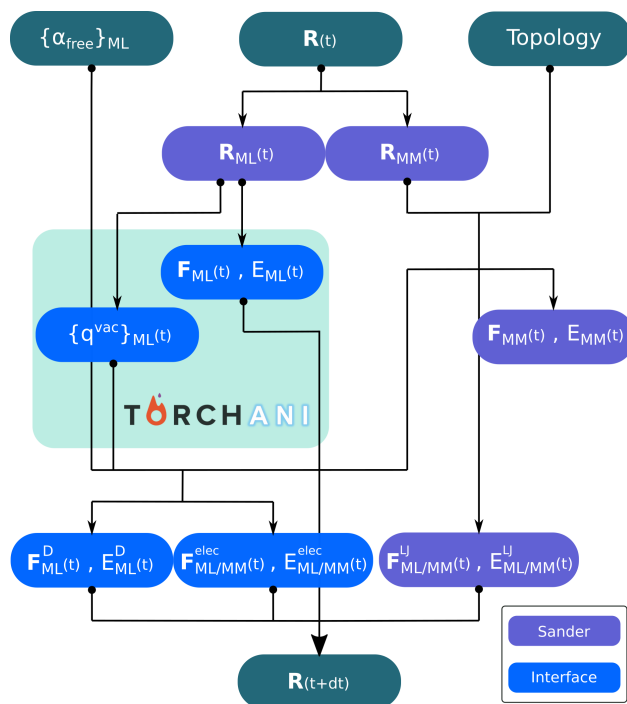 {α_free}_ML
R(t)
Topology
R_ML(t)
R_MM(t)
F_ML(t) , E_ML(t)
{q^vac}_ML(t)
F_MM(t) , E_MM(t)
TORCHANI
F^D_ML(t) , E^D_ML(t)
F^elec_ML/MM(t) , E^elec_ML/MM(t)
F^LJ_ML/MM(t) , E^LJ_ML/MM(t)
Sander
Interface
R(t+dt)